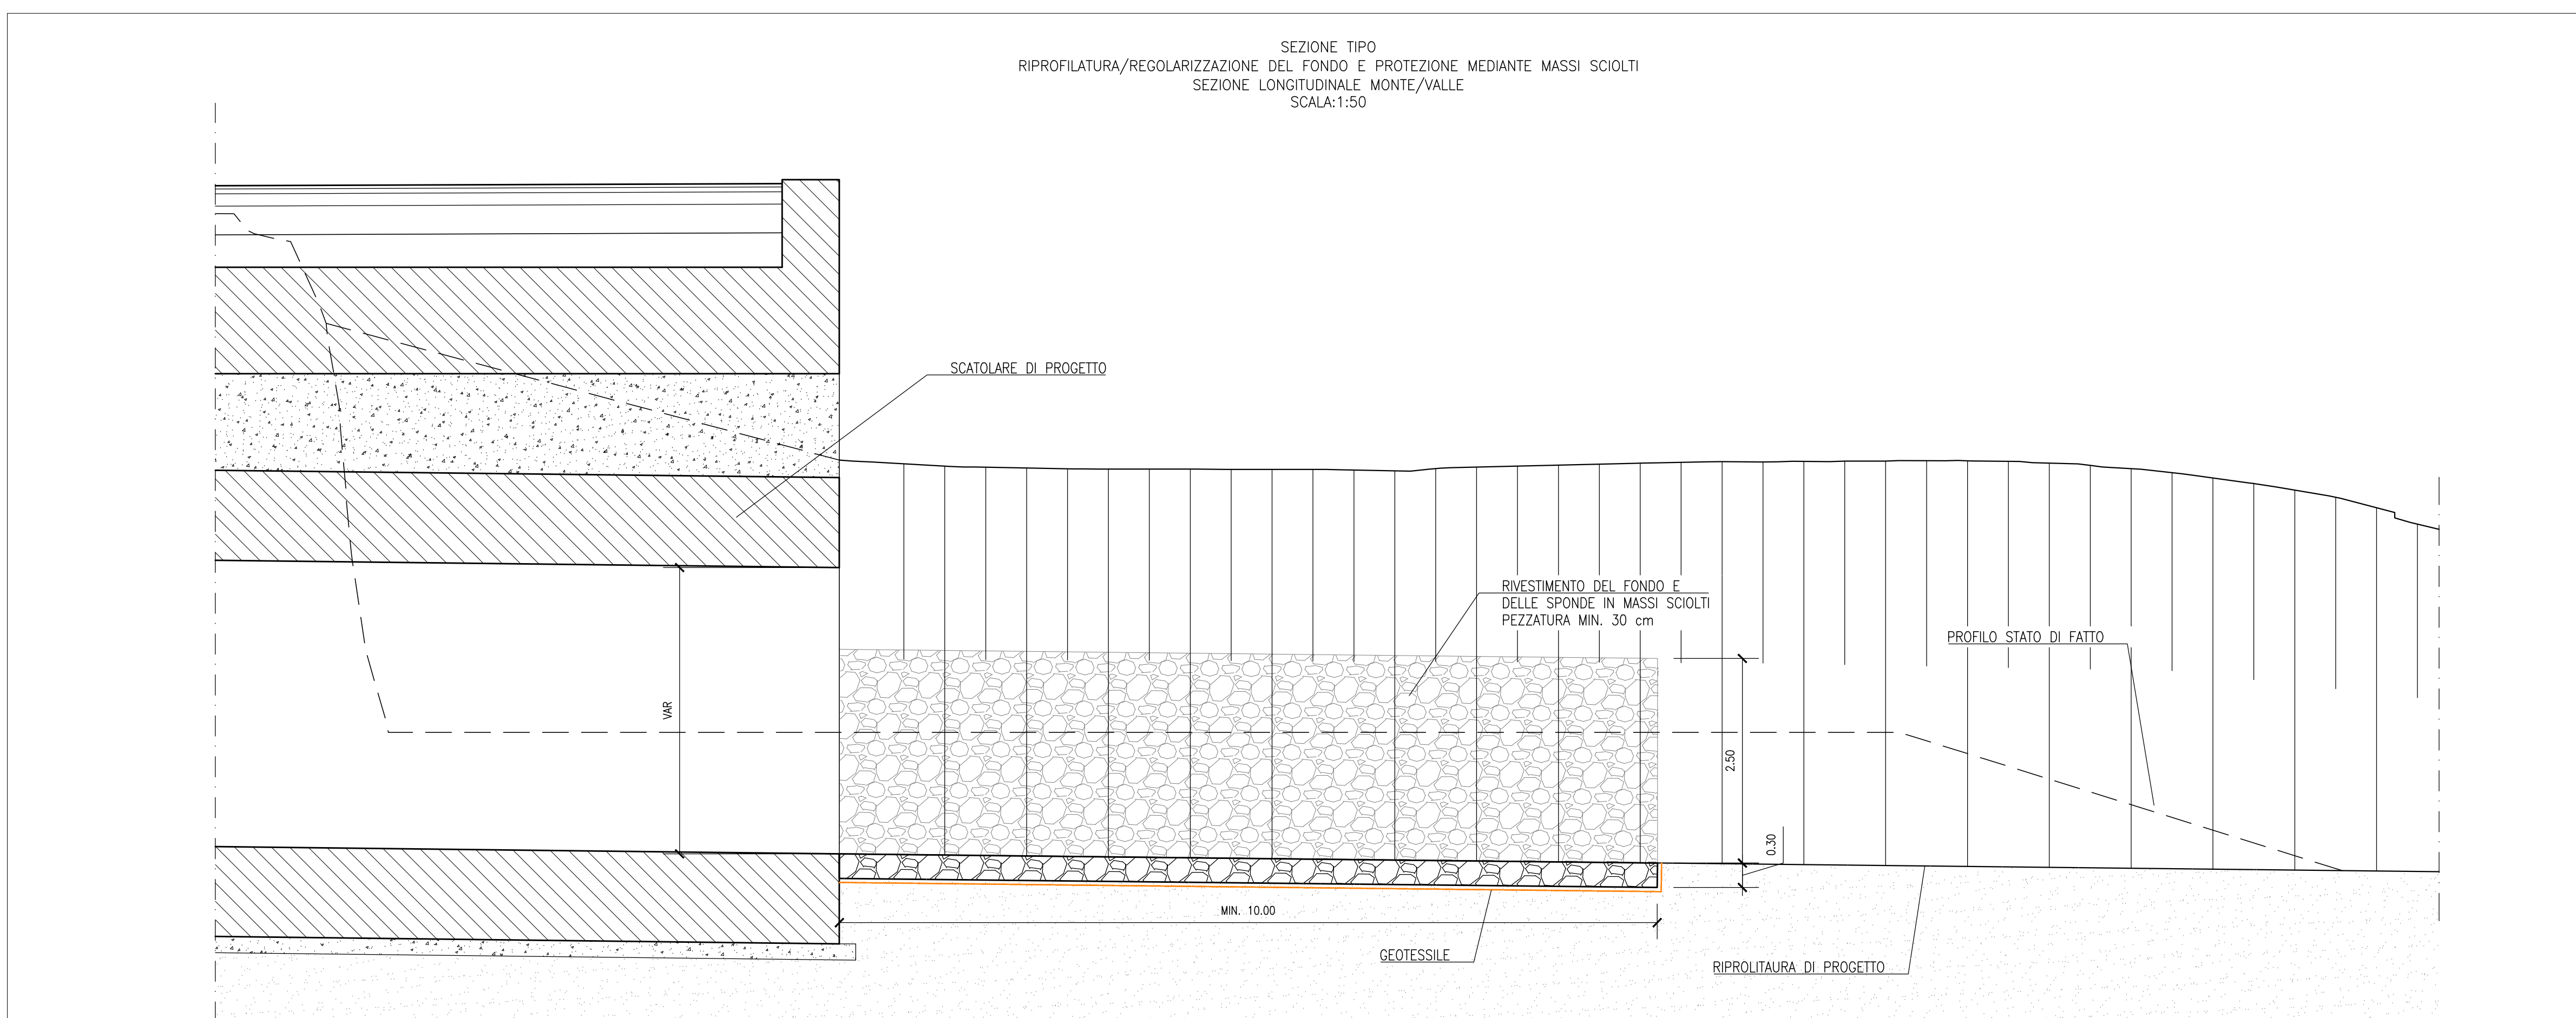 SEZIONE TIPO
RIPROFILATURA/REGOLARIZZAZIONE DEL FONDO E PROTEZIONE MEDIANTE MASSI SCIOLTI
SEZIONE LONGITUDINALE MONTE/VALLE
SCALA:1:50
SCATOLARE DI PROGETTO
RIVESTIMENTO DEL FONDO E
DELLE SPONDE IN MASSI SCIOLTI
PEZZATURA MIN. 30 cm
PROFILO STATO DI FATTO
VAR
2.50
0.30
MIN. 10.00
GEOTESSILE
RIPROLITAURA DI PROGETTO